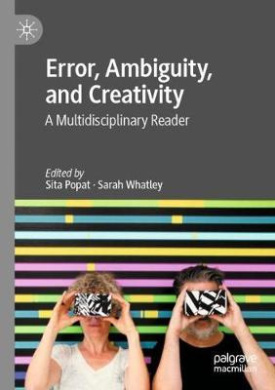 Error, Ambiguity,
and Creativity
A Multidisciplinary Reader
Edited by
Sita Popat · Sarah Whatley
palgrave
macmillan